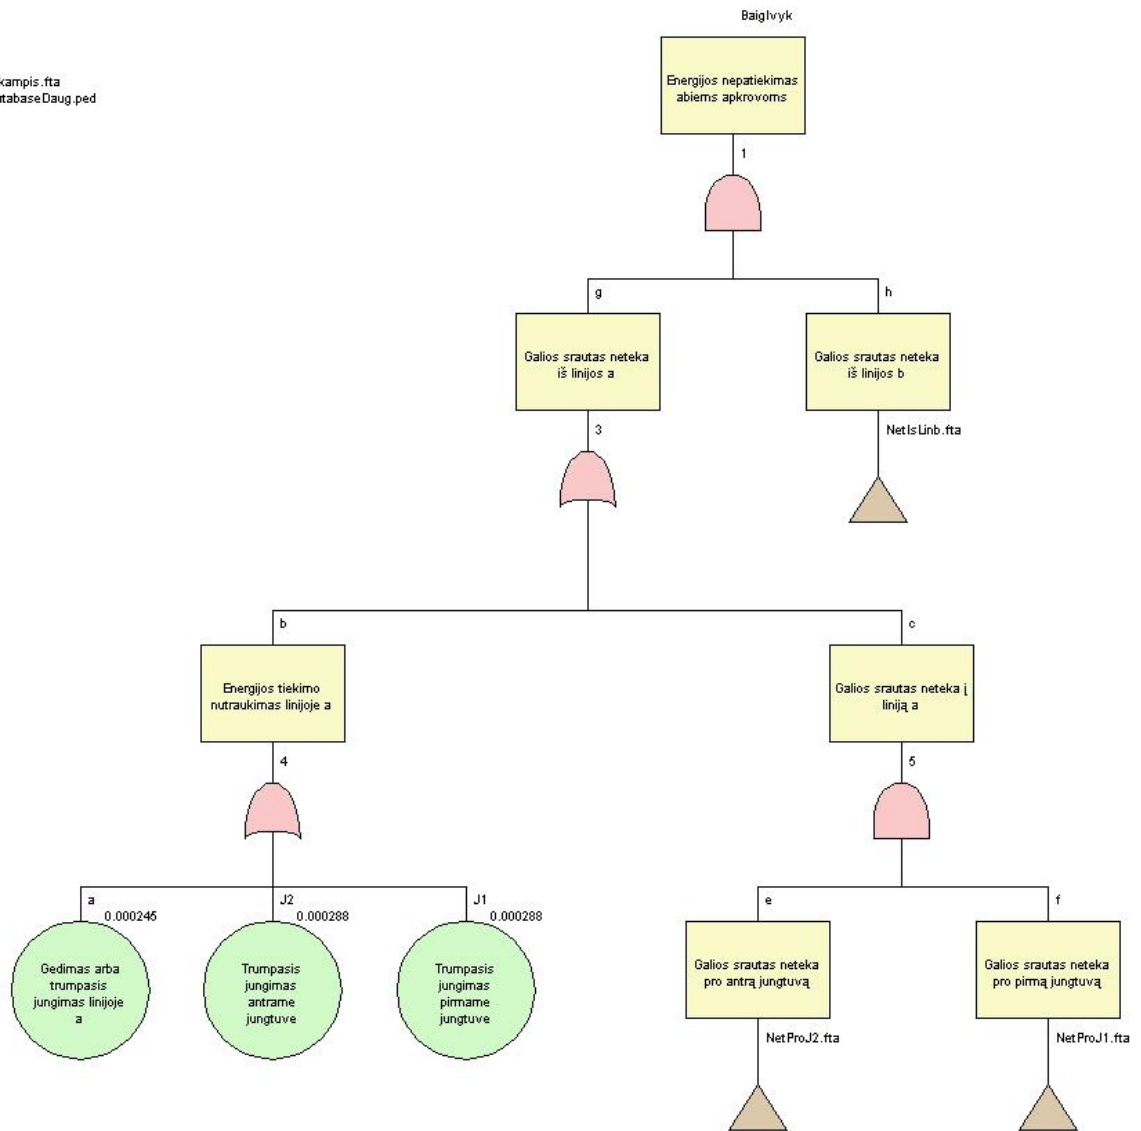 BaigIvyk
kampis.fta
atabaseDaug.ped
Energijos nepatiekimas
abiems apkrovoms
1
g
h
Galios srautas neteka
iš linijos a
Galios srautas neteka
iš linijos b
3
NetIsLinb.fta
b
c
Energijos tiekimo
nutraukimas linijoje a
Galios srautas neteka į
liniją a
4
5
a
0.000245
J2
0.000288
J1
0.000288
e
f
Gedimas arba
trumpasis
jungimas linijoje
a
Trumpasis
jungimas
antrame
jungtuve
Trumpasis
jungimas
pirmame
jungtuve
Galios srautas neteka
pro antrą jungtuvą
Galios srautas neteka
pro pirmą jungtuvą
NetProJ2.fta
NetProJ1.fta